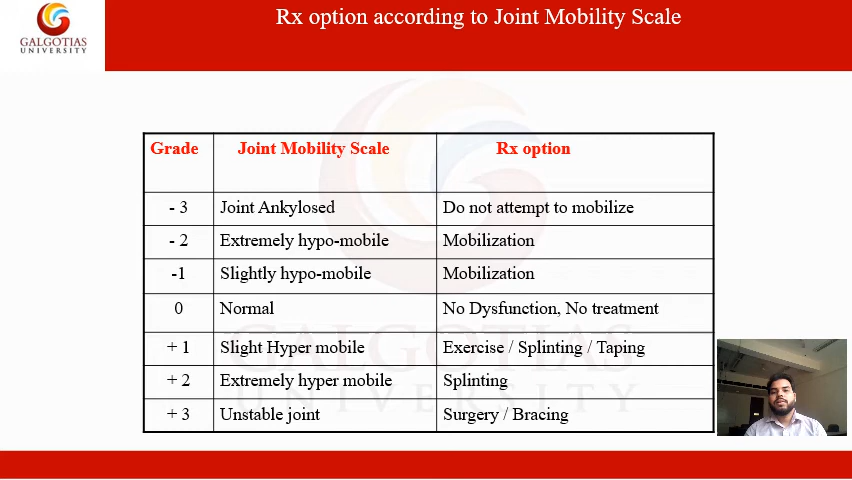 Rx option according to Joint Mobility Scale
GALGOTIAS
UNIVERSITY
Grade Joint Mobility Scale Rx option
- 3 Joint Ankylosed Do not attempt to mobilize
- 2 Extremely hypo-mobile Mobilization
-1 Slightly hypo-mobile Mobilization
0 Normal No Dysfunction, No treatment
+ 1 Slight Hyper mobile Exercise / Splinting / Taping
+ 2 Extremely hyper mobile Splinting
+ 3 Unstable joint Surgery / Bracing
GALGOTIAS
UNIVERSITY